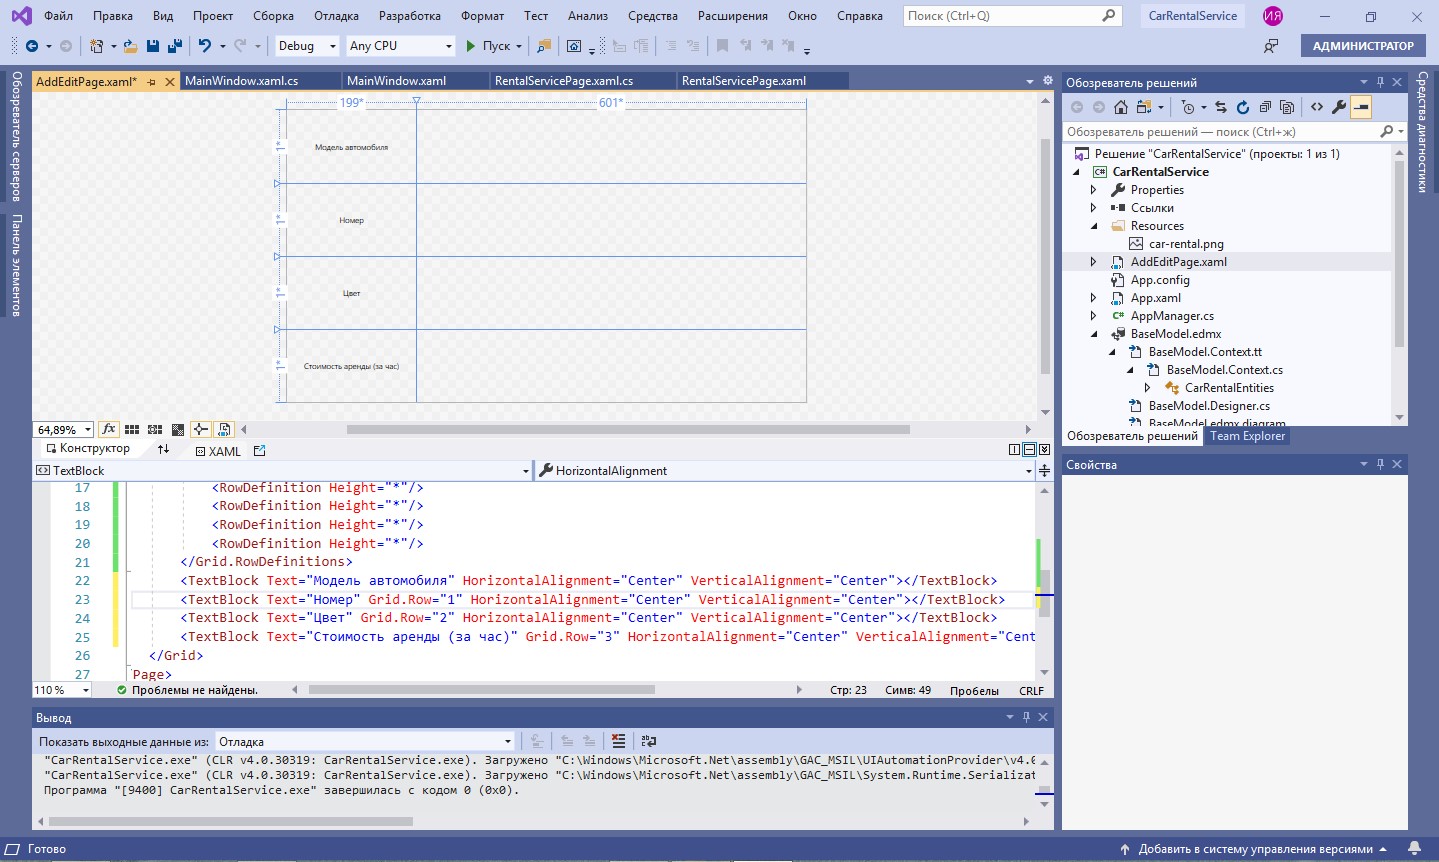 Файл Правка Вид Проект Сборка Отладка Разработка Формат Тест Анализ Средства Расширения Окно Справка Поиск (Ctrl+Q) CarRentalService ИЯ
Debug Any CPU Пуск АДМИНИСТРАТОР
Обозреватель серверов
Панель элементов
AddEditPage.xaml* MainWindow.xaml.cs MainWindow.xaml RentalServicePage.xaml.cs RentalServicePage.xaml
199* 601*
1* Модель автомобиля
1* Номер
1* Цвет
1* Стоимость аренды (за час)
64,89% fx
Конструктор XAML
TextBlock HorizontalAlignment
17 <RowDefinition Height="*"/>
18 <RowDefinition Height="*"/>
19 <RowDefinition Height="*"/>
20 <RowDefinition Height="*"/>
21 </Grid.RowDefinitions>
22 <TextBlock Text="Модель автомобиля" HorizontalAlignment="Center" VerticalAlignment="Center"></TextBlock>
23 <TextBlock Text="Номер" Grid.Row="1" HorizontalAlignment="Center" VerticalAlignment="Center"></TextBlock>
24 <TextBlock Text="Цвет" Grid.Row="2" HorizontalAlignment="Center" VerticalAlignment="Center"></TextBlock>
25 <TextBlock Text="Стоимость аренды (за час)" Grid.Row="3" HorizontalAlignment="Center" VerticalAlignment="Cent
26 </Grid>
27 Page>
110 % Проблемы не найдены. Стр: 23 Симв: 49 Пробелы CRLF
Вывод
Показать выходные данные из: Отладка
"CarRentalService.exe" (CLR v4.0.30319: CarRentalService.exe). Загружено "C:\Windows\Microsoft.Net\assembly\GAC_MSIL\UIAutomationProvider\v4.0
"CarRentalService.exe" (CLR v4.0.30319: CarRentalService.exe). Загружено "C:\Windows\Microsoft.Net\assembly\GAC_MSIL\System.Runtime.Serializat
Программа "[9400] CarRentalService.exe" завершилась с кодом 0 (0x0).
Обозреватель решений
Обозреватель решений — поиск (Ctrl+ж)
Решение "CarRentalService" (проекты: 1 из 1)
C# CarRentalService
Properties
Ссылки
Resources
car-rental.png
AddEditPage.xaml
App.config
App.xaml
C# AppManager.cs
BaseModel.edmx
BaseModel.Context.tt
BaseModel.Context.cs
CarRentalEntities
BaseModel.Designer.cs
BaseModel.edmx.diagram
Обозреватель решений Team Explorer
Свойства
Средства диагностики
Готово Добавить в систему управления версиями